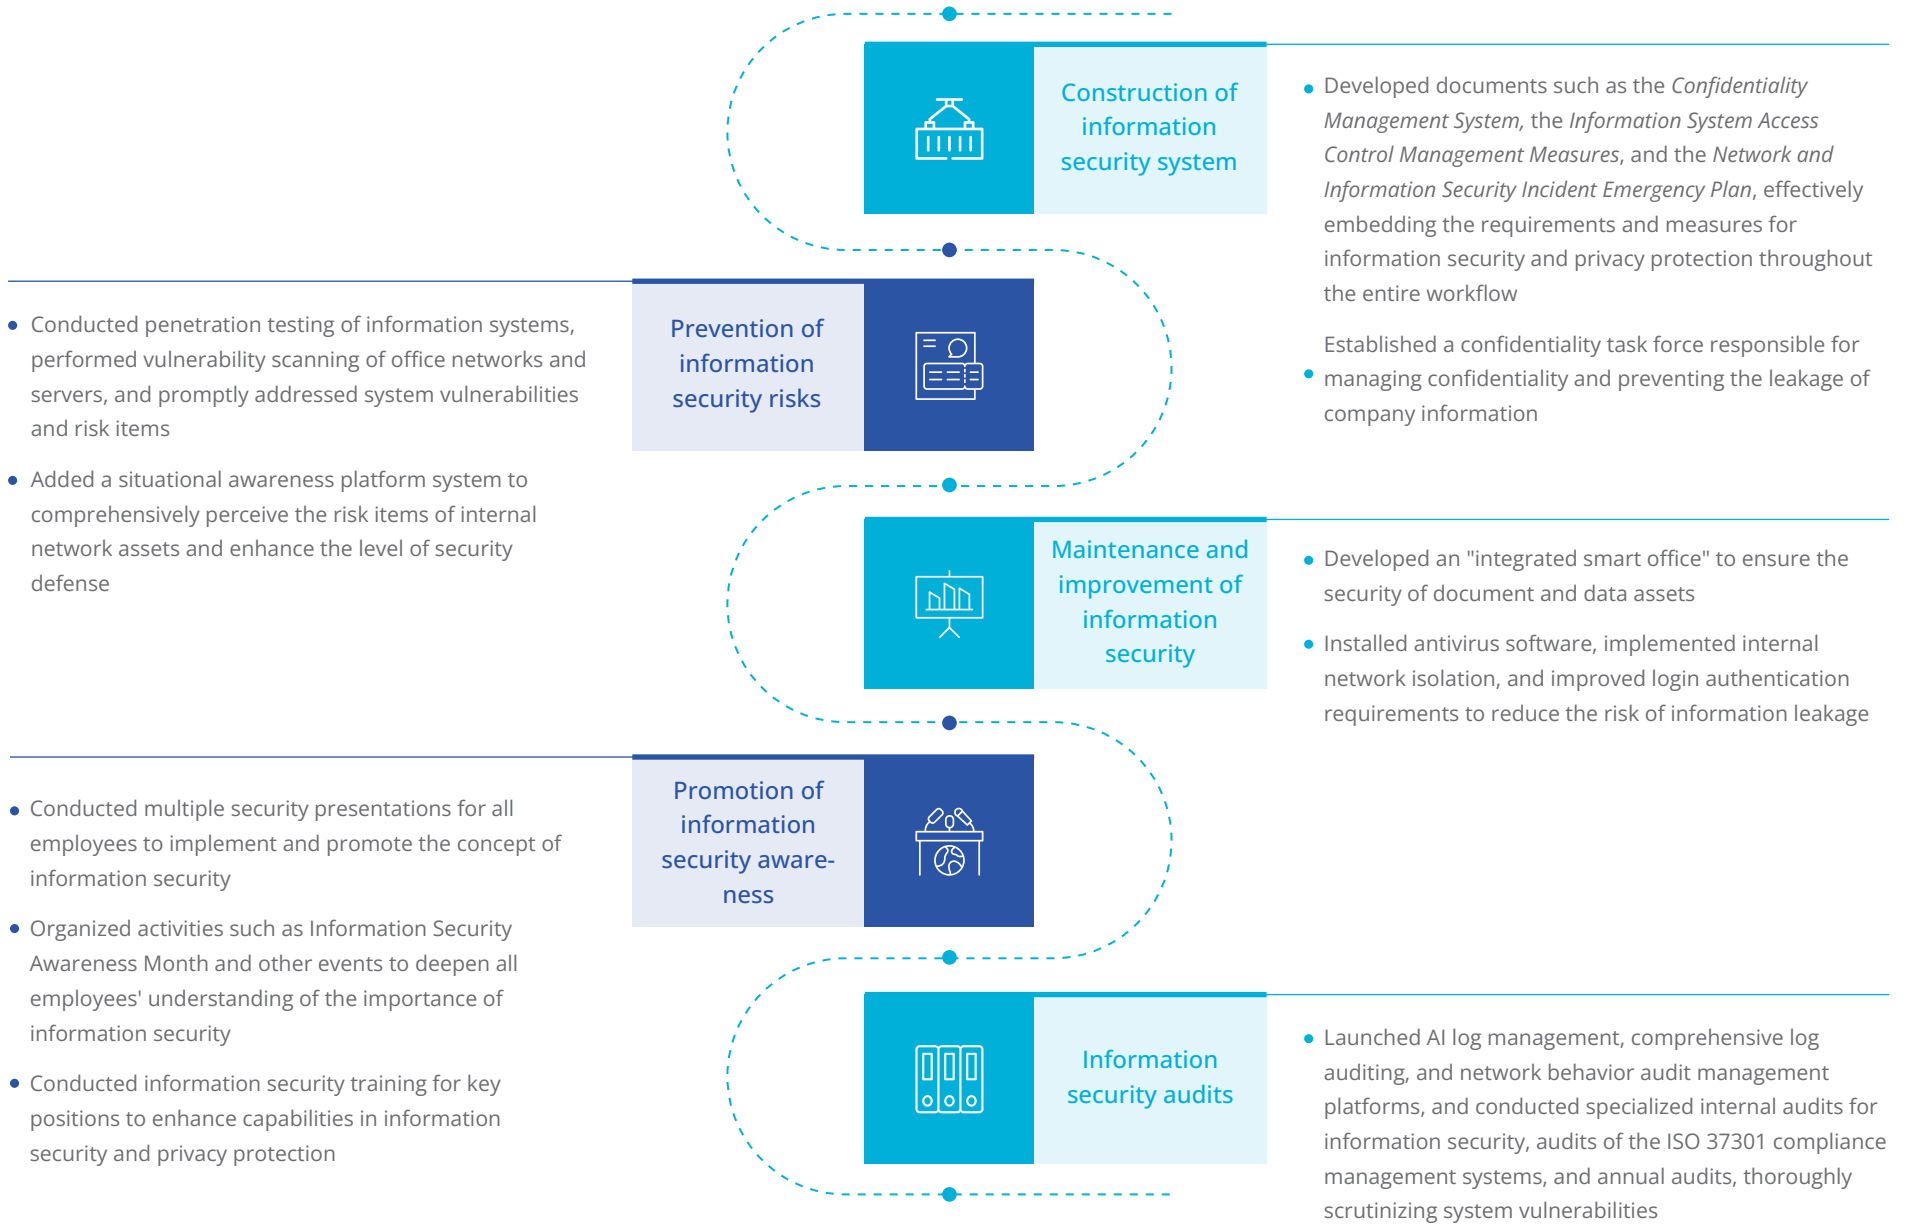 Construction of
information
security system
Developed documents such as the Confidentiality
Management System, the Information System Access
Control Management Measures, and the Network and
Information Security Incident Emergency Plan, effectively
embedding the requirements and measures for
information security and privacy protection throughout
the entire workflow
Established a confidentiality task force responsible for
managing confidentiality and preventing the leakage of
company information
Prevention of
information
security risks
Conducted penetration testing of information systems,
performed vulnerability scanning of office networks and
servers, and promptly addressed system vulnerabilities
and risk items
Added a situational awareness platform system to
comprehensively perceive the risk items of internal
network assets and enhance the level of security
defense
Maintenance and
improvement of
information
security
Developed an "integrated smart office" to ensure the
security of document and data assets
Installed antivirus software, implemented internal
network isolation, and improved login authentication
requirements to reduce the risk of information leakage
Promotion of
information
security aware-
ness
Conducted multiple security presentations for all
employees to implement and promote the concept of
information security
Organized activities such as Information Security
Awareness Month and other events to deepen all
employees' understanding of the importance of
information security
Conducted information security training for key
positions to enhance capabilities in information
security and privacy protection
Information
security audits
Launched AI log management, comprehensive log
auditing, and network behavior audit management
platforms, and conducted specialized internal audits for
information security, audits of the ISO 37301 compliance
management systems, and annual audits, thoroughly
scrutinizing system vulnerabilities